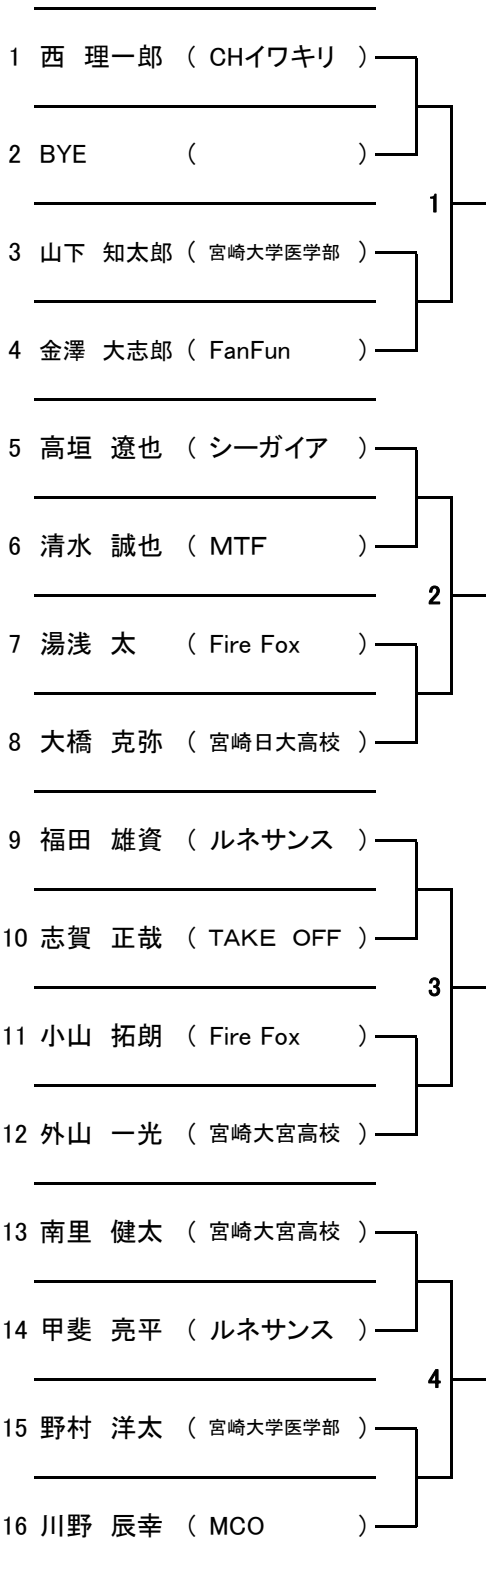 1 西 理一郎 ( CHイワキリ )
2 BYE ( )
1
3 山下 知太郎 ( 宮崎大学医学部 )
4 金澤 大志郎 ( FanFun )
5 高垣 遼也 ( シーガイア )
6 清水 誠也 ( MTF )
2
7 湯浅 太 ( Fire Fox )
8 大橋 克弥 ( 宮崎日大高校 )
9 福田 雄資 ( ルネサンス )
10 志賀 正哉 ( TAKE OFF )
3
11 小山 拓朗 ( Fire Fox )
12 外山 一光 ( 宮崎大宮高校 )
13 南里 健太 ( 宮崎大宮高校 )
14 甲斐 亮平 ( ルネサンス )
4
15 野村 洋太 ( 宮崎大学医学部 )
16 川野 辰幸 ( MCO )